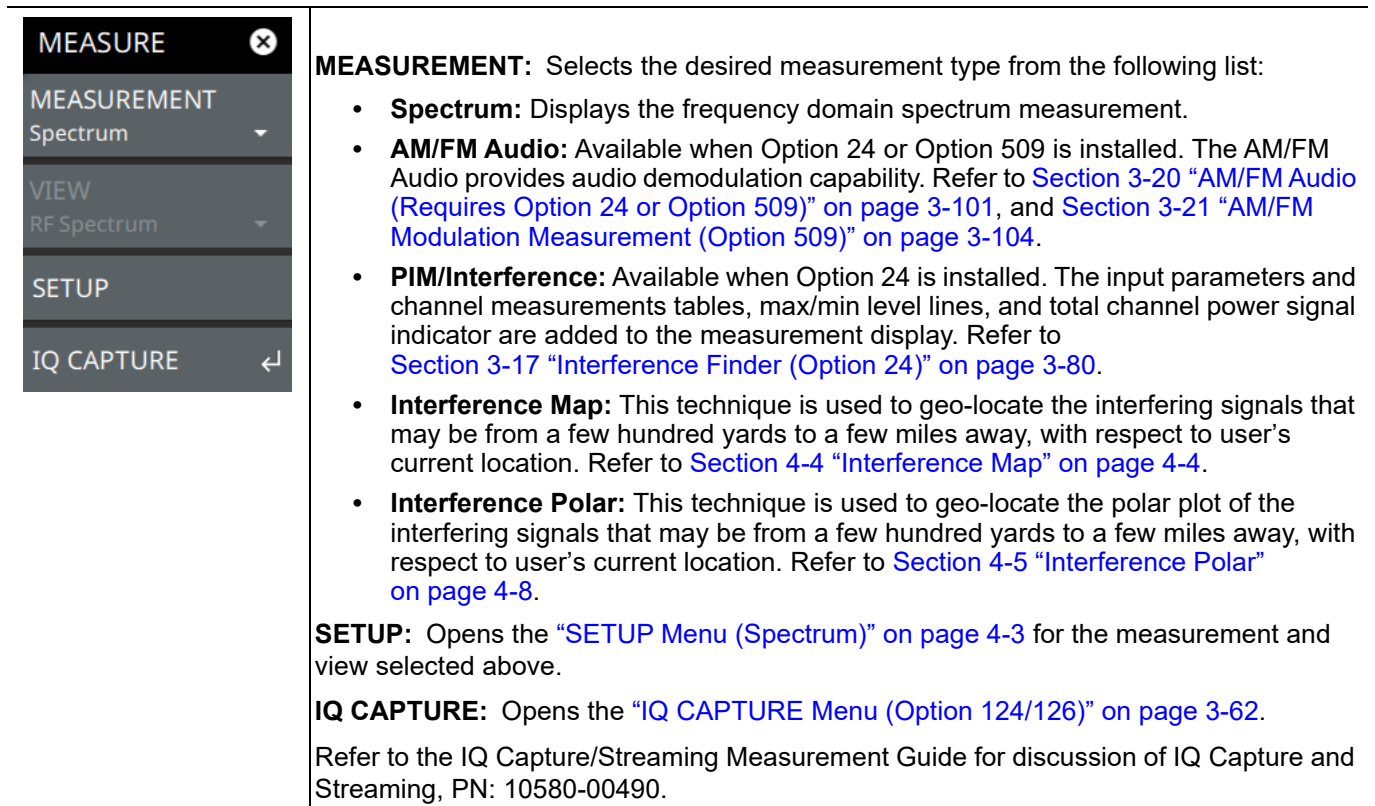 MEASURE
MEASUREMENT
Spectrum
VIEW
RF Spectrum
SETUP
IQ CAPTURE
MEASUREMENT: Selects the desired measurement type from the following list:
• Spectrum: Displays the frequency domain spectrum measurement.
• AM/FM Audio: Available when Option 24 or Option 509 is installed. The AM/FM
Audio provides audio demodulation capability. Refer to Section 3-20 “AM/FM Audio
(Requires Option 24 or Option 509)” on page 3-101, and Section 3-21 “AM/FM
Modulation Measurement (Option 509)” on page 3-104.
• PIM/Interference: Available when Option 24 is installed. The input parameters and
channel measurements tables, max/min level lines, and total channel power signal
indicator are added to the measurement display. Refer to
Section 3-17 “Interference Finder (Option 24)” on page 3-80.
• Interference Map: This technique is used to geo-locate the interfering signals that
may be from a few hundred yards to a few miles away, with respect to user’s
current location. Refer to Section 4-4 “Interference Map” on page 4-4.
• Interference Polar: This technique is used to geo-locate the polar plot of the
interfering signals that may be from a few hundred yards to a few miles away, with
respect to user’s current location. Refer to Section 4-5 “Interference Polar”
on page 4-8.
SETUP: Opens the “SETUP Menu (Spectrum)” on page 4-3 for the measurement and
view selected above.
IQ CAPTURE: Opens the “IQ CAPTURE Menu (Option 124/126)” on page 3-62.
Refer to the IQ Capture/Streaming Measurement Guide for discussion of IQ Capture and
Streaming, PN: 10580-00490.